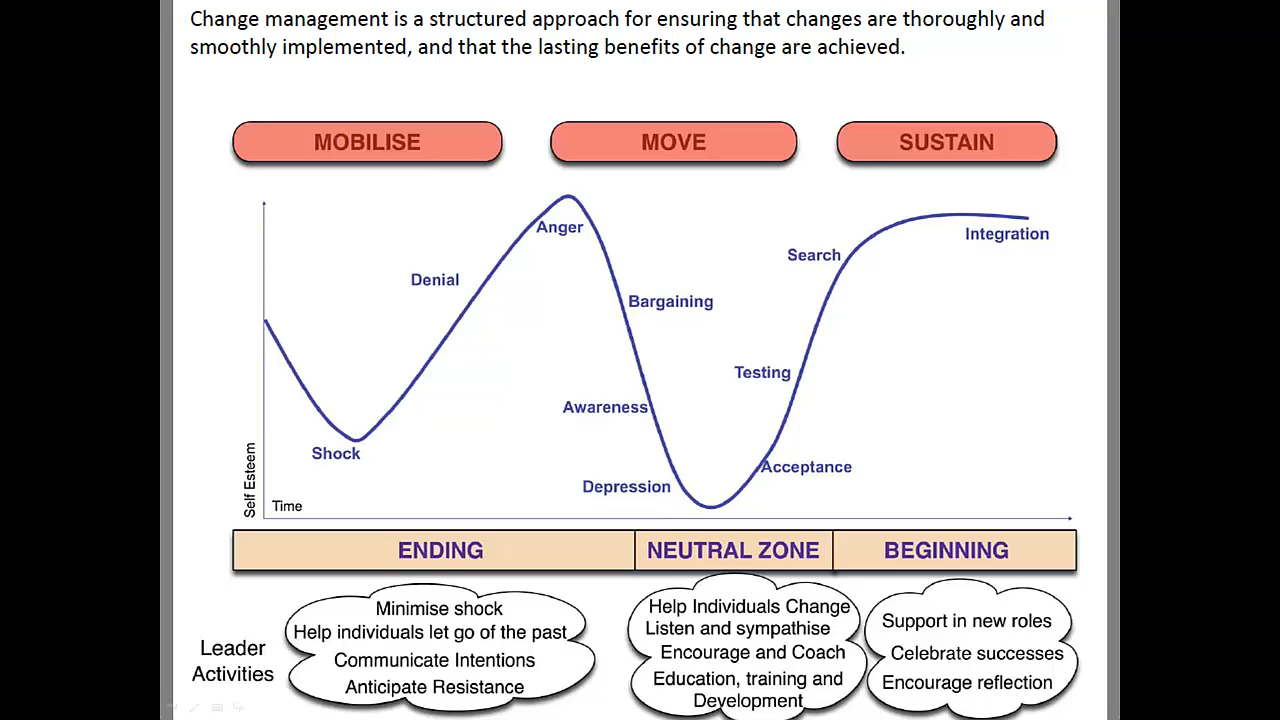 Change management is a structured approach for ensuring that changes are thoroughly and
smoothly implemented, and that the lasting benefits of change are achieved.
MOBILISE
MOVE
SUSTAIN
Anger
Integration
Search
Denial
Bargaining
Testing
Awareness
Shock
Acceptance
Depression
Self Esteem
Time
ENDING
NEUTRAL ZONE
BEGINNING
Leader
Activities
Minimise shock
Help individuals let go of the past
Communicate Intentions
Anticipate Resistance
Help Individuals Change
Listen and sympathise
Encourage and Coach
Education, training and
Development
Support in new roles
Celebrate successes
Encourage reflection